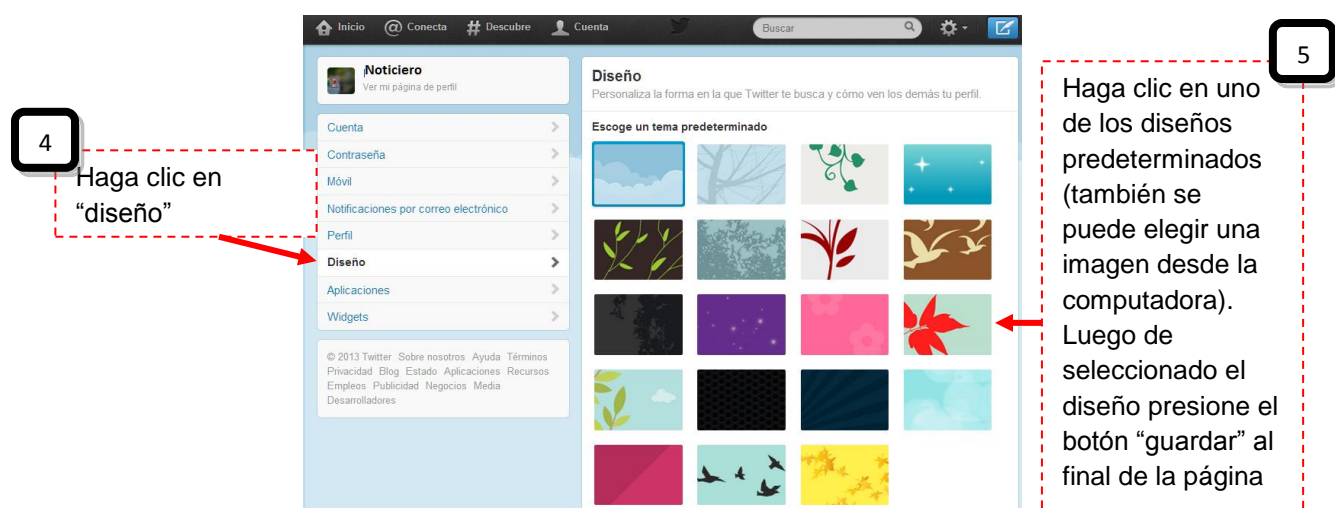 Inicio @ Conecta # Descubre Cuenta Buscar
Noticiero
Ver mi página de perfil
Cuenta
Contraseña
Móvil
Notificaciones por correo electrónico
Perfil
Diseño
Aplicaciones
Widgets
© 2013 Twitter Sobre nosotros Ayuda Términos
Privacidad Blog Estado Aplicaciones Recursos
Empleos Publicidad Negocios Media
Desarrolladores
Diseño
Personaliza la forma en la que Twitter te busca y cómo ven los demás tu perfil.
Escoge un tema predeterminado
4
Haga clic en
“diseño”
5
Haga clic en uno
de los diseños
predeterminados
(también se
puede elegir una
imagen desde la
computadora).
Luego de
seleccionado el
diseño presione el
botón “guardar” al
final de la página